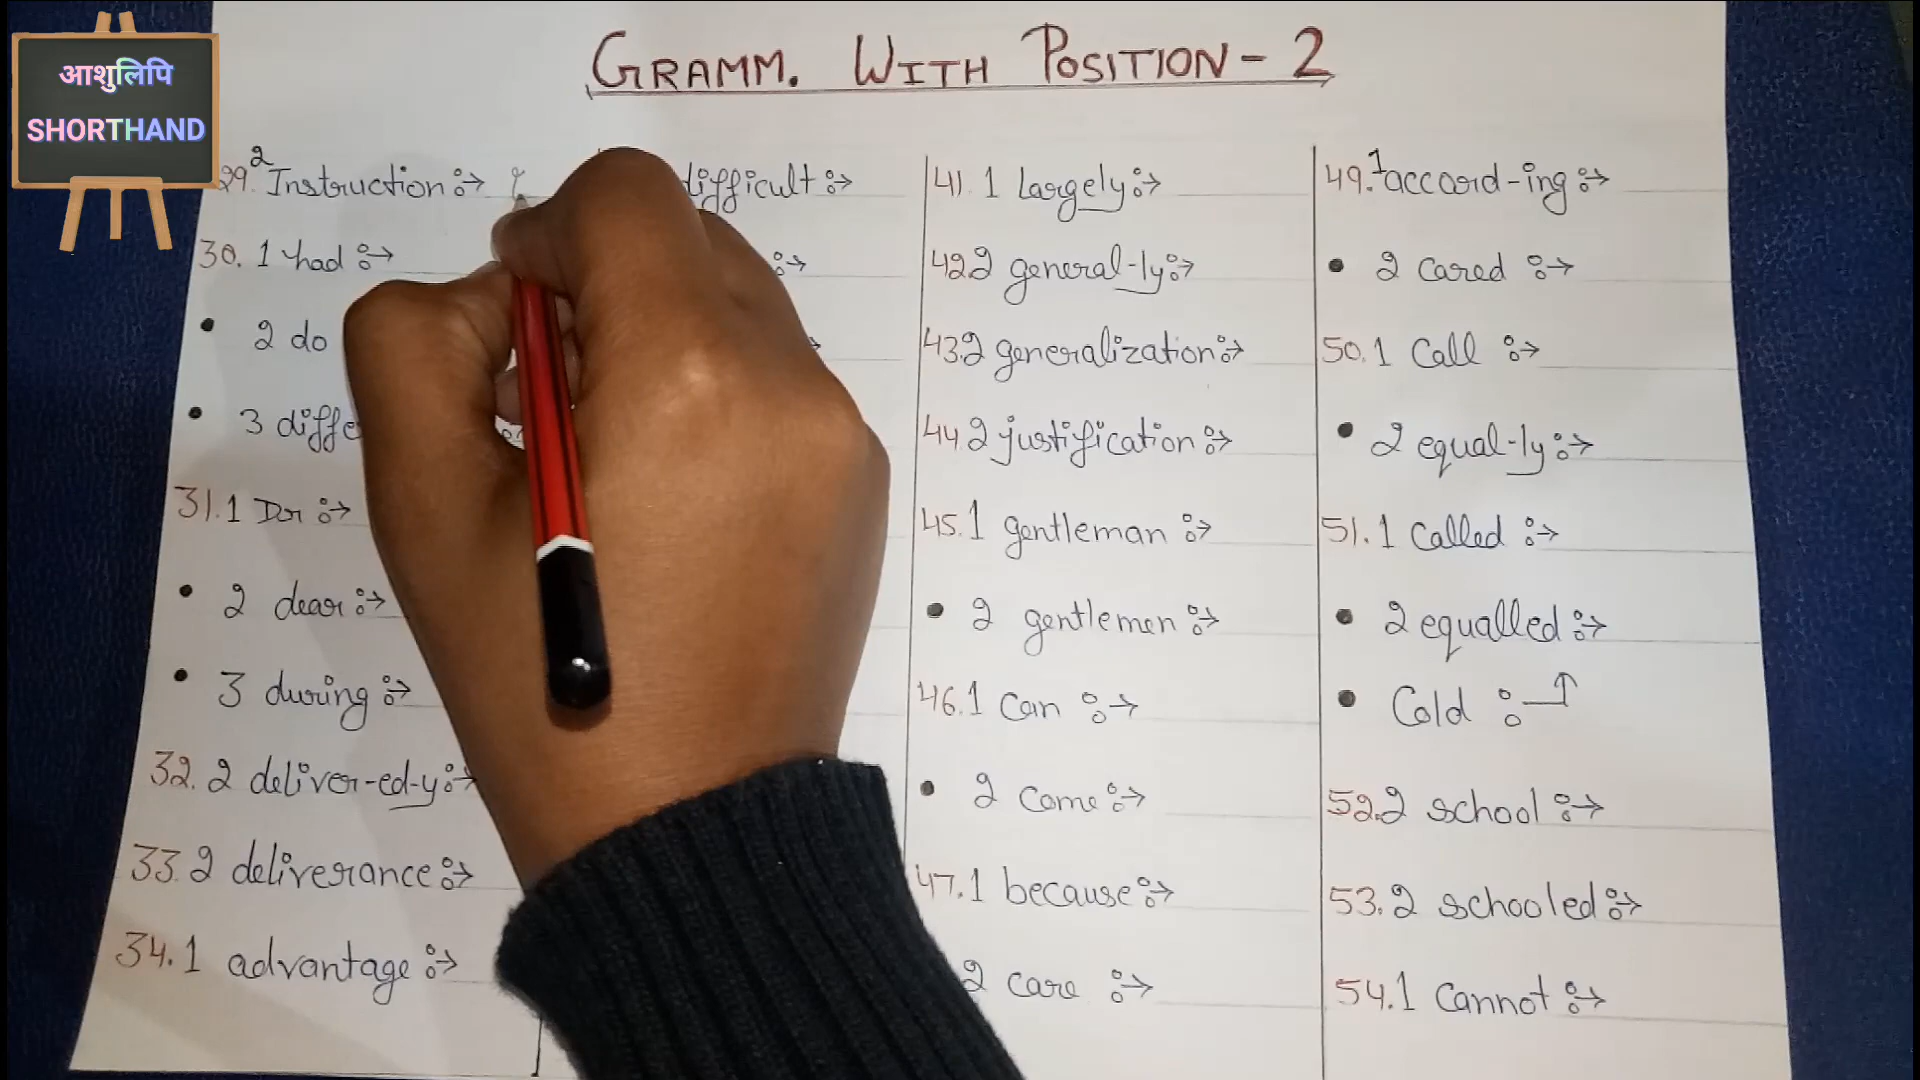 आशुलिपि
SHORTHAND
GRAMM. WITH POSITION-2
29. 2 Instruction
30. 1 had
2 do
3 diffe
31. 1 Dr
2 dear
3 during
32. 2 deliver-ed-y
33. 2 deliverance
34. 1 advantage
difficult
41. 1 Largely
42. 2 general-ly
43. 2 generalization
44. 2 justification
45. 1 gentleman
2 gentlemen
46. 1 Can
2 come
47. 1 because
2 care
49. 1 accord-ing
2 cared
50. 1 Call
2 equal-ly
51. 1 Called
2 equalled
Cold
52. 2 school
53. 2 schooled
54. 1 Cannot